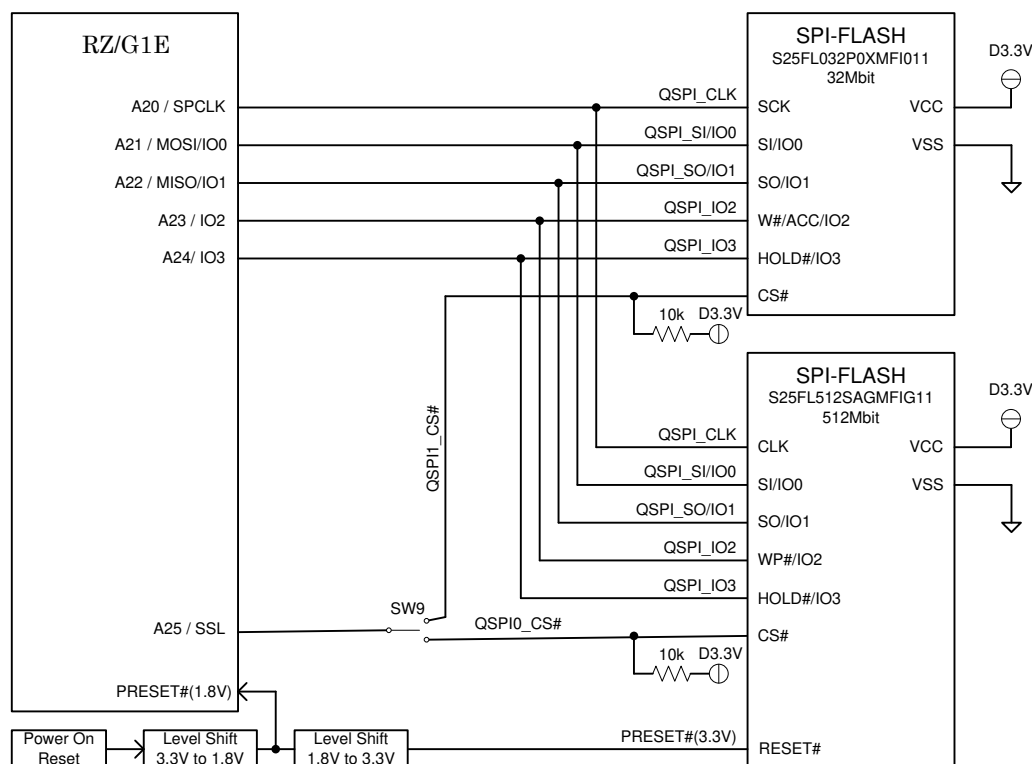 RZ/G1E
A20 / SPCLK
A21 / MOSI/IO0
A22 / MISO/IO1
A23 / IO2
A24/ IO3
A25 / SSL
PRESET#(1.8V)
QSPI_CLK
QSPI_SI/IO0
QSPI_SO/IO1
QSPI_IO2
QSPI_IO3
SPI-FLASH
S25FL032P0XMFI011
32Mbit
SCK
SI/IO0
SO/IO1
W#/ACC/IO2
HOLD#/IO3
CS#
VCC
VSS
D3.3V
10k
D3.3V
QSPI1_CS#
SW9
QSPI0_CS#
QSPI_CLK
QSPI_SI/IO0
QSPI_SO/IO1
QSPI_IO2
QSPI_IO3
SPI-FLASH
S25FL512SAGMFIG11
512Mbit
CLK
SI/IO0
SO/IO1
WP#/IO2
HOLD#/IO3
CS#
VCC
VSS
D3.3V
10k
D3.3V
PRESET#(3.3V)
RESET#
Power On
Reset
Level Shift
3.3V to 1.8V
Level Shift
1.8V to 3.3V